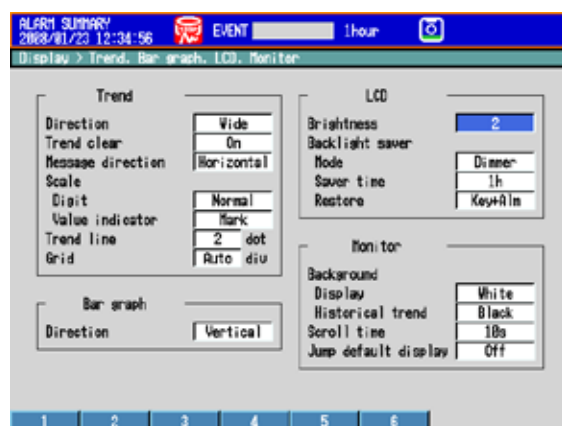 ALARM SUMMARY
2008/01/23 12:34:56
EVENT
1hour
Display > Trend, Bar graph, LCD, Monitor
Trend
Direction Wide
Trend clear On
Message direction Horizontal
Scale
Digit Normal
Value indicator Mark
Trend line 2 dot
Grid Auto div
Bar graph
Direction Vertical
LCD
Brightness 2
Backlight saver
Mode Dimmer
Saver time 1h
Restore Key+Alm
Monitor
Background
Display White
Historical trend Black
Scroll time 10s
Jump default display Off
1 2 3 4 5 6